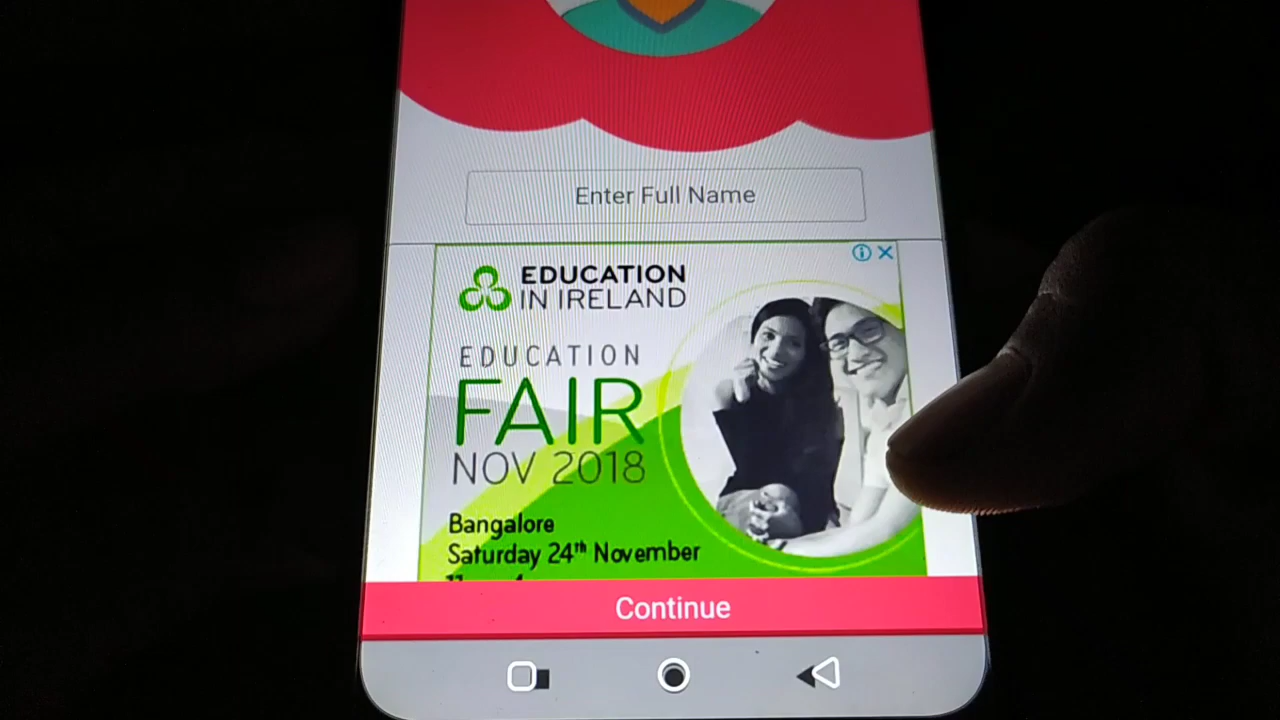 Enter Full Name
EDUCATION
IN IRELAND
EDUCATION
FAIR
NOV 2018
Bangalore
Saturday 24th November
Continue